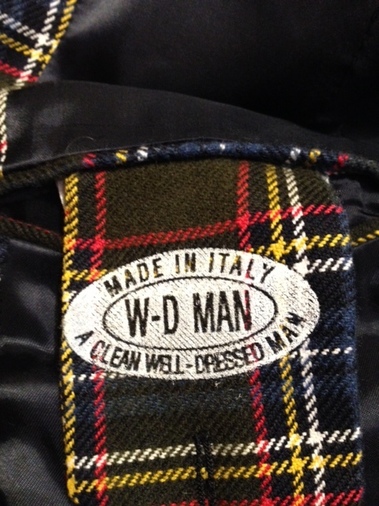 MADE IN ITALY
W-D MAN
A CLEAN WELL-DRESSED MAN